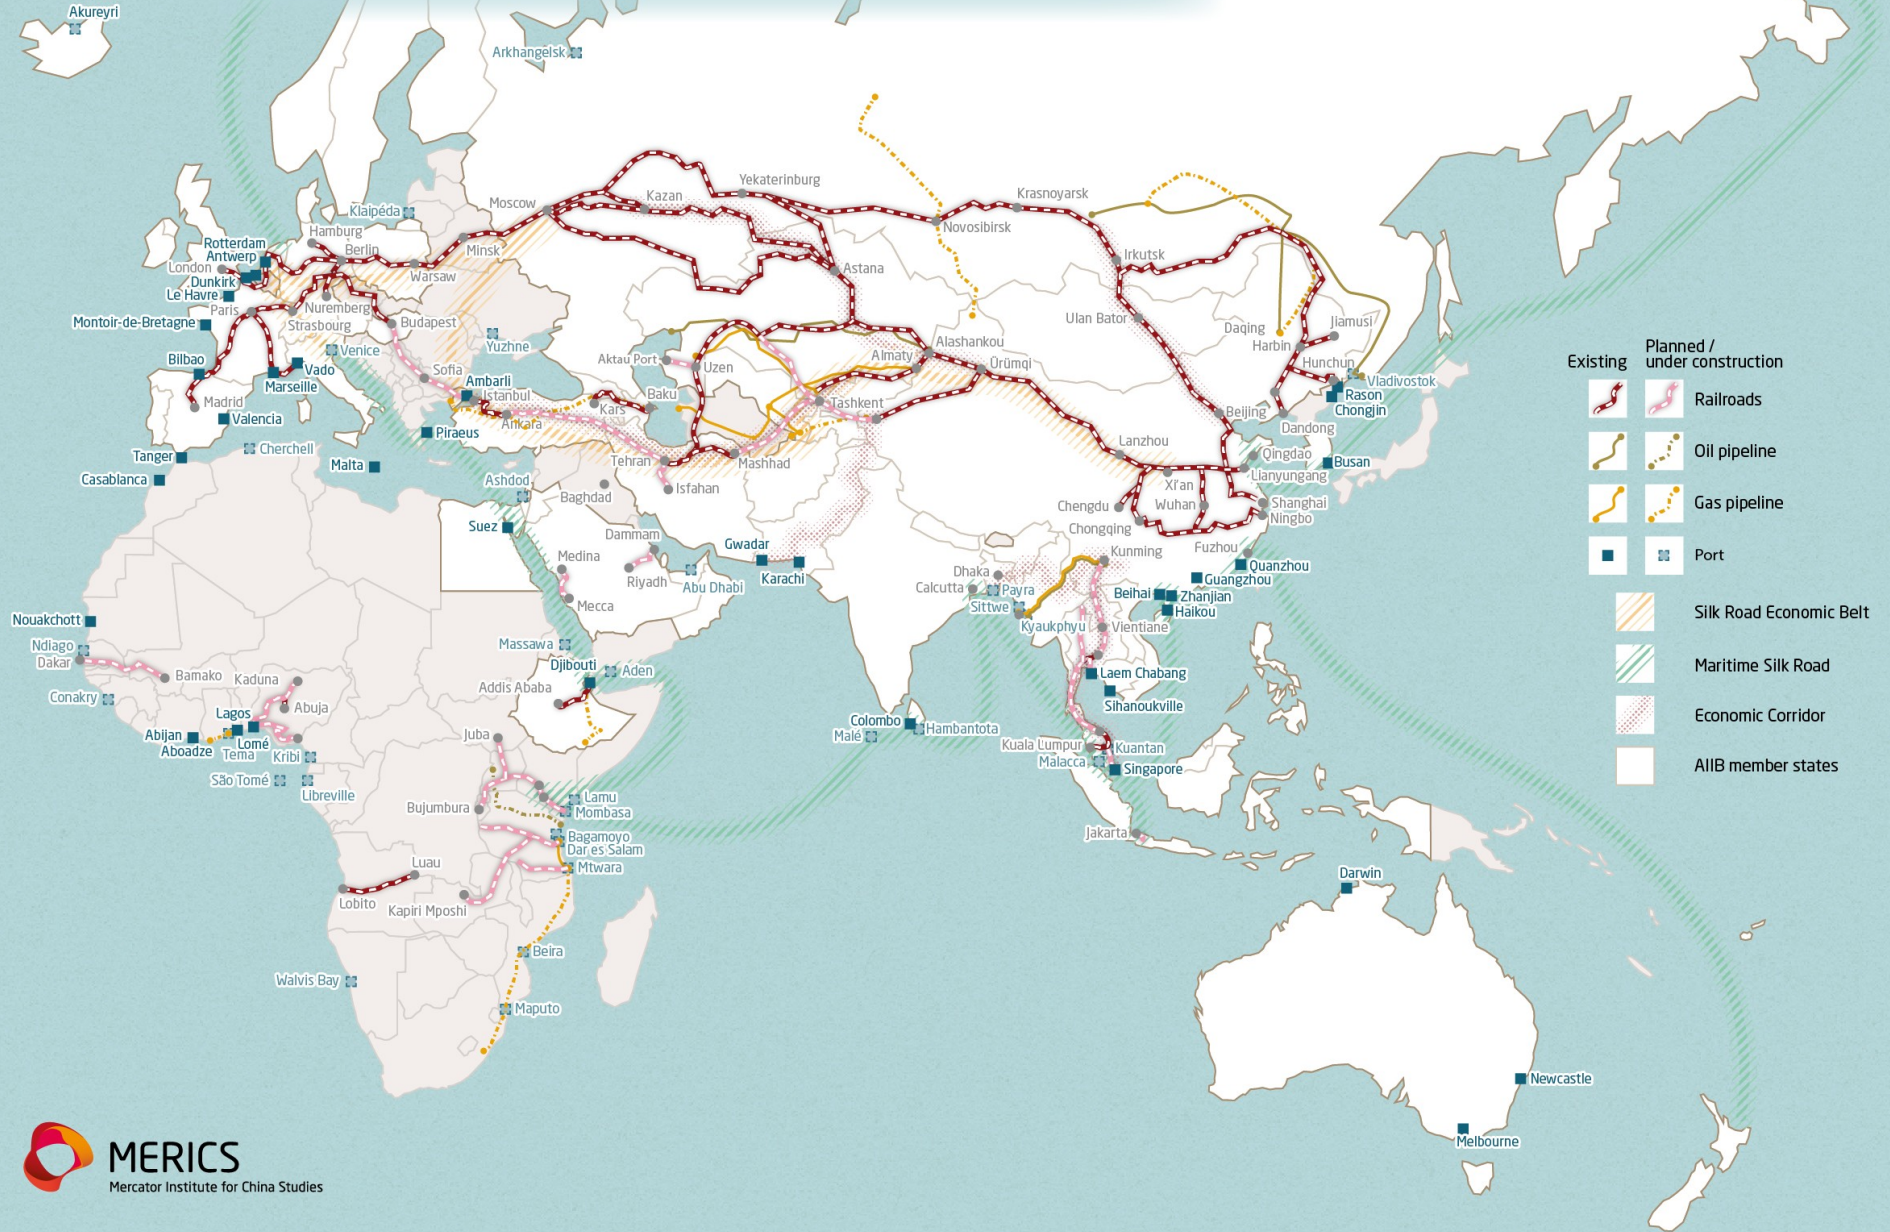 Akureyri
Arkhangelsk
Yekaterinburg
Kazan
Krasnoyarsk
Moscow
Klaipėda
Novosibirsk
Hamburg
Rotterdam
Berlin
Minsk
Antwerp
Irkutsk
London
Astana
Warsaw
Dunkirk
Le Havre
Paris
Nuremberg
Ulan Bator
Montoir-de-Bretagne
Strasbourg
Budapest
Daqing
Jiamusi
Yuzhne
Harbin
Venice
Alashankou
Aktau Port
Almaty
Bilbao
Ürümqi
Hunchun
Vado
Sofia
Uzen
Ambarli
Vladivostok
Marseille
Istanbul
Baku
Rason
Madrid
Kars
Tashkent
Chongjin
Beijing
Valencia
Ankara
Dandong
Piraeus
Lanzhou
Cherchell
Qingdao
Tanger
Malta
Tehran
Mashhad
Busan
Casablanca
Lianyungang
Ashdod
Isfahan
Xi'an
Baghdad
Chengdu
Wuhan
Shanghai
Ningbo
Suez
Chongqing
Dammam
Gwadar
Fuzhou
Medina
Kunming
Quanzhou
Riyadh
Karachi
Dhaka
Guangzhou
Abu Dhabi
Calcutta
Payra
Beihai
Zhanjian
Mecca
Sittwe
Haikou
Nouakchott
Kyaukphyu
Vientiane
Ndiago
Massawa
Dakar
Djibouti
Aden
Bamako
Kaduna
Laem Chabang
Addis Ababa
Conakry
Abuja
Sihanoukville
Lagos
Colombo
Hambantota
Abijan
Juba
Malé
Aboadze
Lomé
Tema
Kribi
Kuala Lumpur
Kuantan
Malacca
Singapore
São Tomé
Libreville
Lamu
Bujumbura
Mombasa
Jakarta
Bagamoyo
Dar es Salam
Luau
Mtwara
Darwin
Lobito
Kapiri Mposhi
Beira
Walvis Bay
Maputo
Newcastle
Melbourne
Existing
Planned /
under construction
Railroads
Oil pipeline
Gas pipeline
Port
Silk Road Economic Belt
Maritime Silk Road
Economic Corridor
AIIB member states
MERICS
Mercator Institute for China Studies